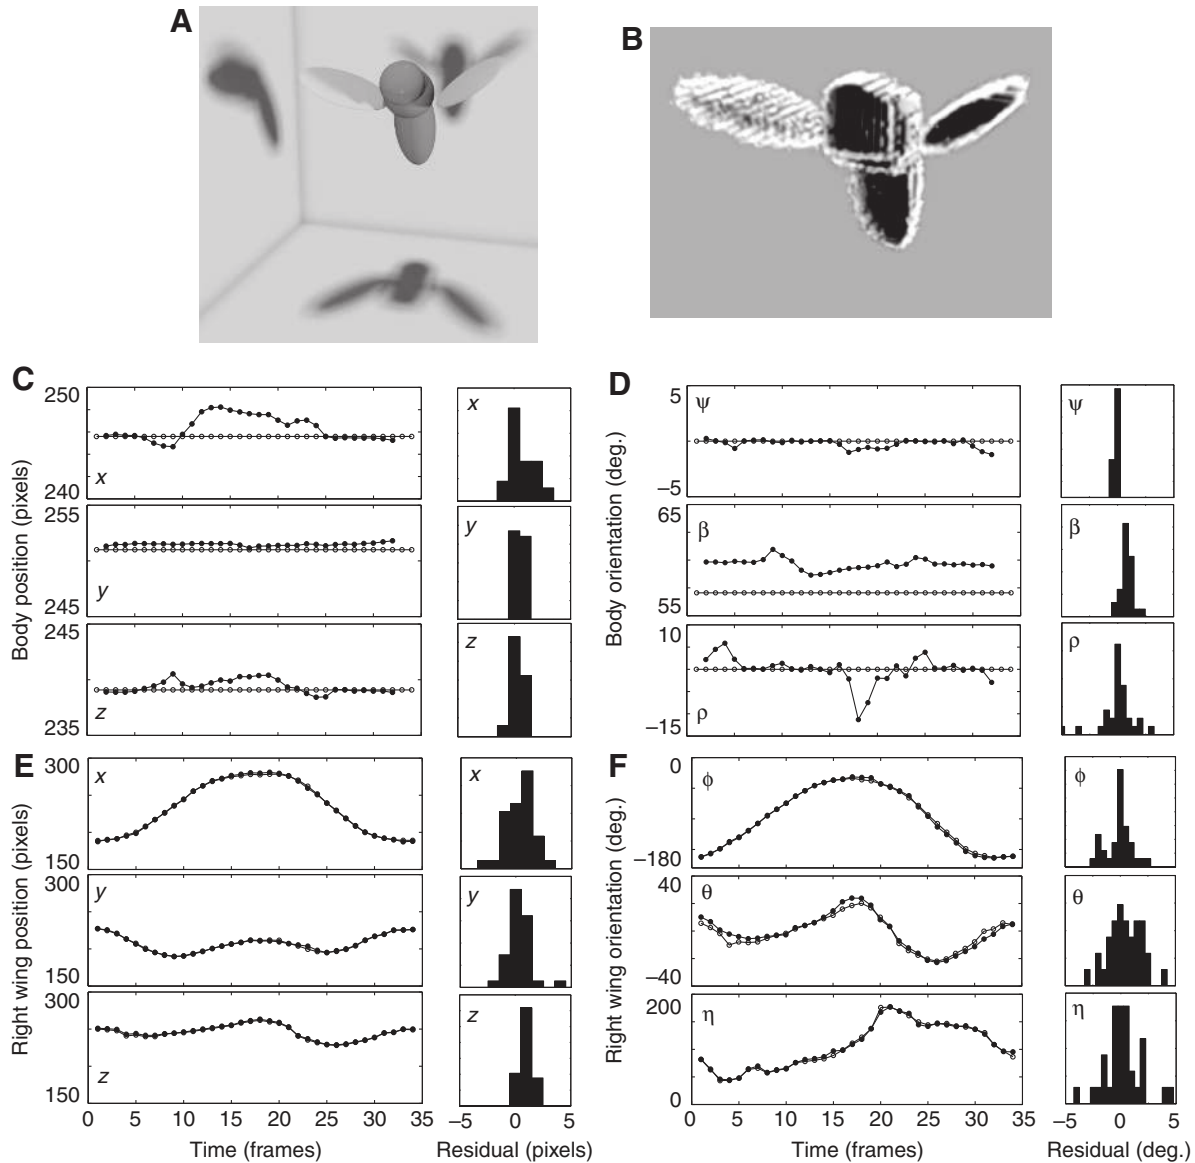 A
B
C
250
240
x
x
255
245
y
y
245
235
z
z
Body position (pixels)
D
5
−5
ψ
ψ
65
55
β
β
10
−15
ρ
ρ
Body orientation (deg.)
E
300
150
x
x
300
150
y
y
300
150
z
z
Right wing position (pixels)
0 5 10 15 20 25 30 35
Time (frames)
−5 0 5
Residual (pixels)
F
0
−180
ϕ
ϕ
40
−40
θ
θ
200
0
η
η
Right wing orientation (deg.)
0 5 10 15 20 25 30 35
Time (frames)
−5 0 5
Residual (deg.)